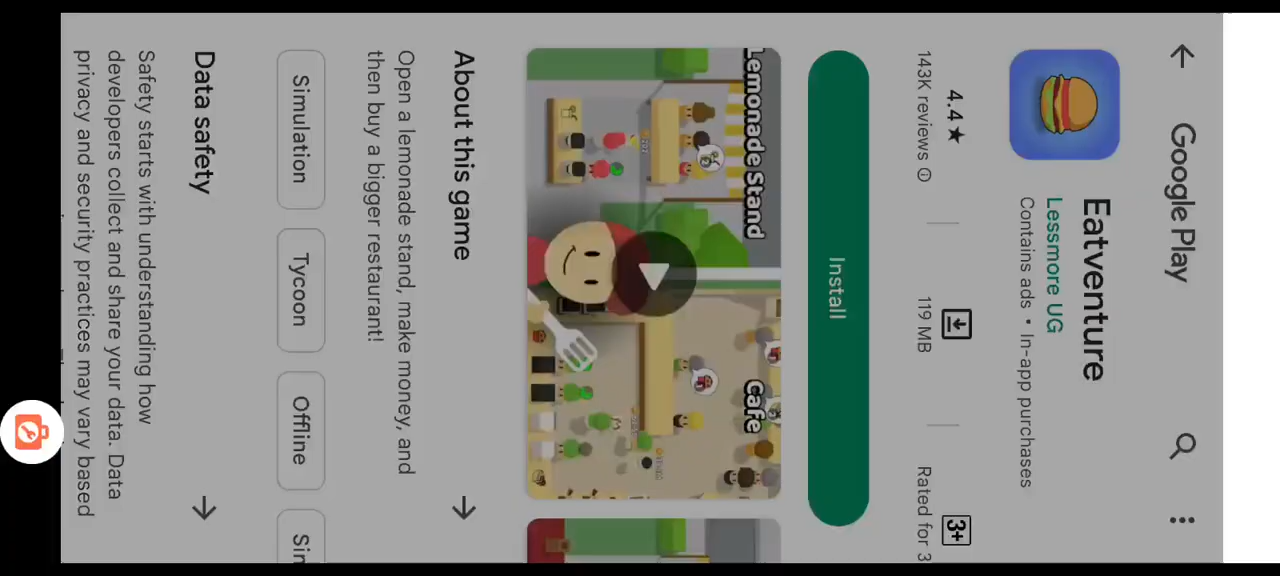 Google Play
Eatventure
Lessmore UG
Contains ads • In-app purchases
4.4★
143K reviews
119 MB
3+
Rated for 3
Install
Lemonade Stand
Cafe
About this game
Open a lemonade stand, make money, and
then buy a bigger restaurant!
Simulation
Tycoon
Offline
Sin
Data safety
Safety starts with understanding how
developers collect and share your data. Data
privacy and security practices may vary based